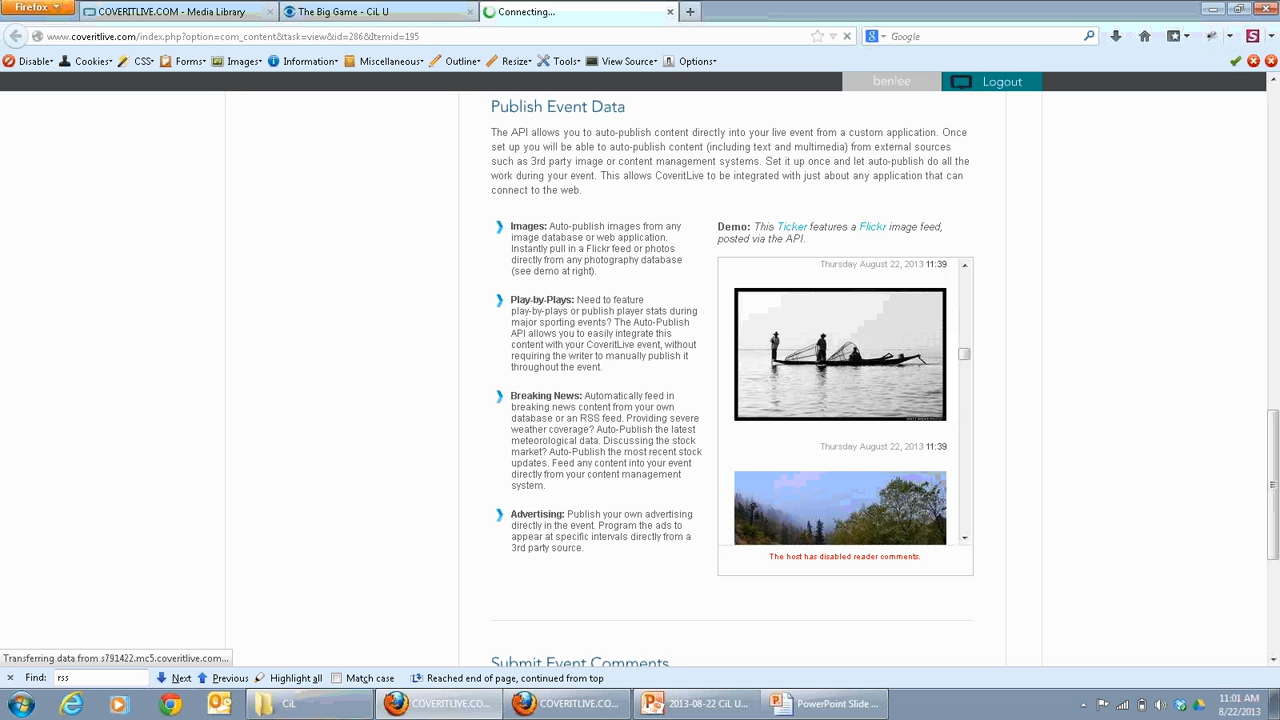 Firefox
COVERITLIVE.COM - Media Library
The Big Game - CiL U
Connecting...
www.coveritlive.com/index.php?option=com_content&task=view&id=286&Itemid=195
Google
Disable
Cookies
CSS
Forms
Images
Information
Miscellaneous
Outline
Resize
Tools
View Source
Options
benlee
Logout
Publish Event Data
The API allows you to auto-publish content directly into your live event from a custom application. Once
set up you will be able to auto-publish content (including text and multimedia) from external sources
such as 3rd party image or content management systems. Set it up once and let auto-publish do all the
work during your event. This allows CoveritLive to be integrated with just about any application that can
connect to the web.
Images: Auto-publish images from any
image database or web application.
Instantly pull in a Flickr feed or photos
directly from any photography database
(see demo at right).
Play-by-Plays: Need to feature
play-by-plays or publish player stats during
major sporting events? The Auto-Publish
API allows you to easily integrate this
content with your CoveritLive event, without
requiring the writer to manually publish it
throughout the event.
Breaking News: Automatically feed in
breaking news content from your own
database or an RSS feed. Providing severe
weather coverage? Auto-Publish the latest
meteorological data. Discussing the stock
market? Auto-Publish the most recent stock
updates. Feed any content into your event
directly from your content management
system.
Advertising: Publish your own advertising
directly in the event. Program the ads to
appear at specific intervals directly from a
3rd party source.
Demo: This Ticker features a Flickr image feed,
posted via the API.
Thursday August 22, 2013 11:39
Thursday August 22, 2013 11:39
The host has disabled reader comments.
Submit Event Comments
Transferring data from s791422.mc5.coveritlive.com...
Find:
rss
Next
Previous
Highlight all
Match case
Reached end of page, continued from top
CiL
COVERITLIVE.CO...
COVERITLIVE.CO...
2013-08-22 CiL U...
PowerPoint Slide ...
11:01 AM
8/22/2013